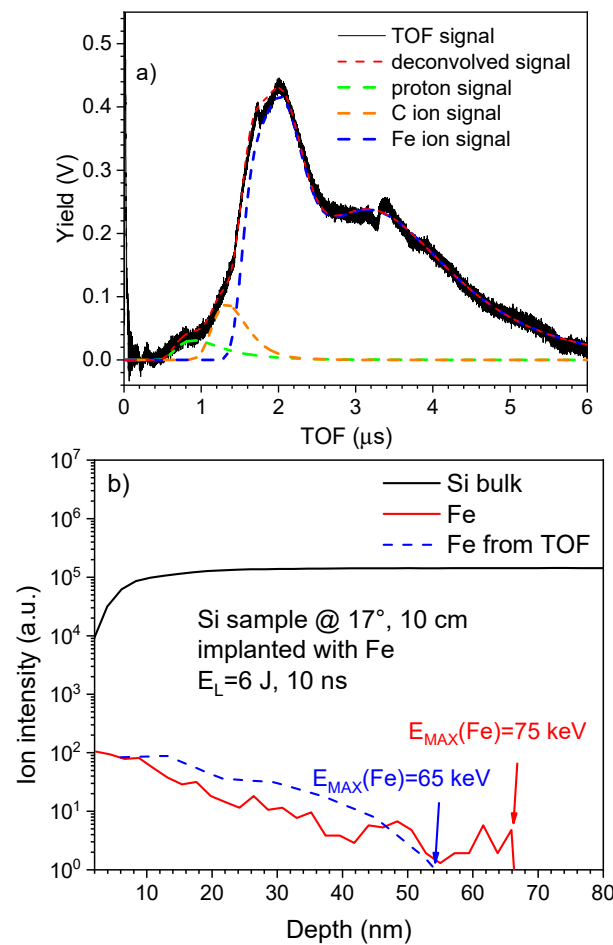 a)
TOF signal
deconvolved signal
proton signal
C ion signal
Fe ion signal
Yield (V)
0.5
0.4
0.3
0.2
0.1
0.0
0 1 2 3 4 5 6
TOF (μs)
b)
Si bulk
Fe
Fe from TOF
Ion intensity (a.u.)
10⁷
10⁶
10⁵
10⁴
10³
10²
10¹
10⁰
Si sample @ 17°, 10 cm
implanted with Fe
E_L=6 J, 10 ns
E_MAX(Fe)=75 keV
E_MAX(Fe)=65 keV
10 20 30 40 50 60 70 80
Depth (nm)